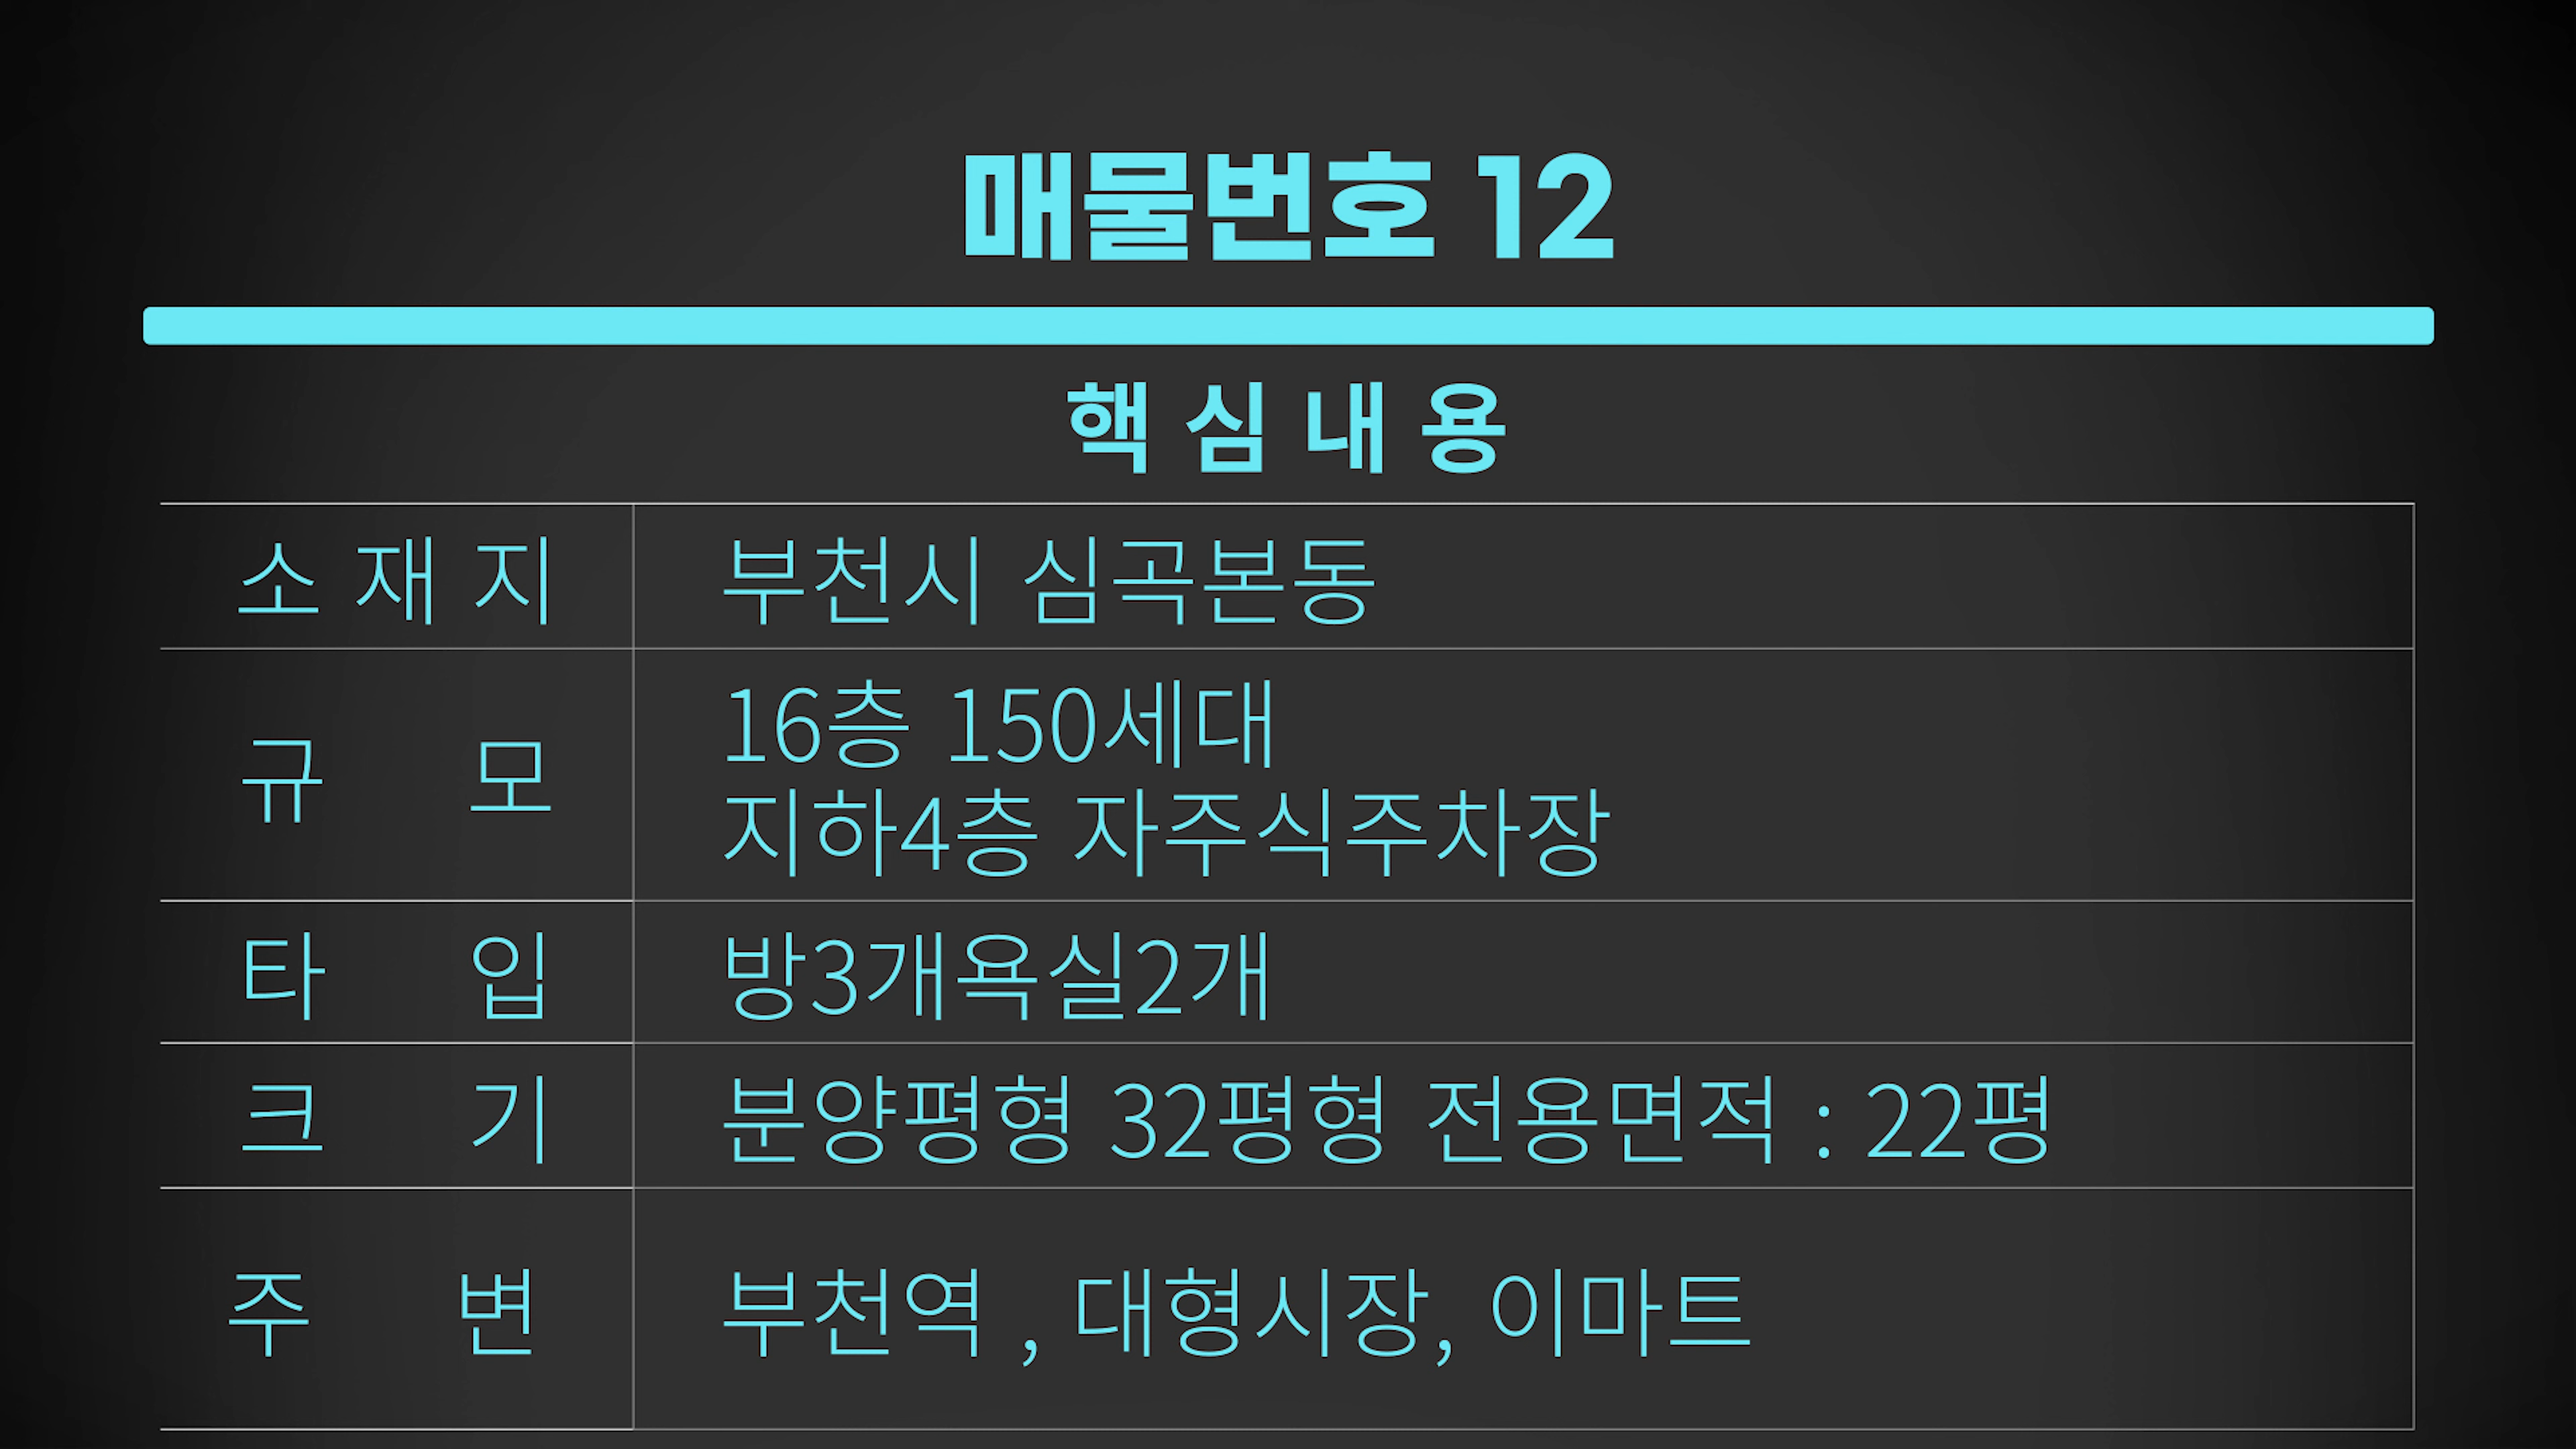 매물번호 12
핵 심 내 용
소 재 지 부천시 심곡본동
규 모 16층 150세대
지하4층 자주식주차장
타 입 방3개욕실2개
크 기 분양평형 32평형 전용면적 : 22평
주 변 부천역 , 대형시장, 이마트